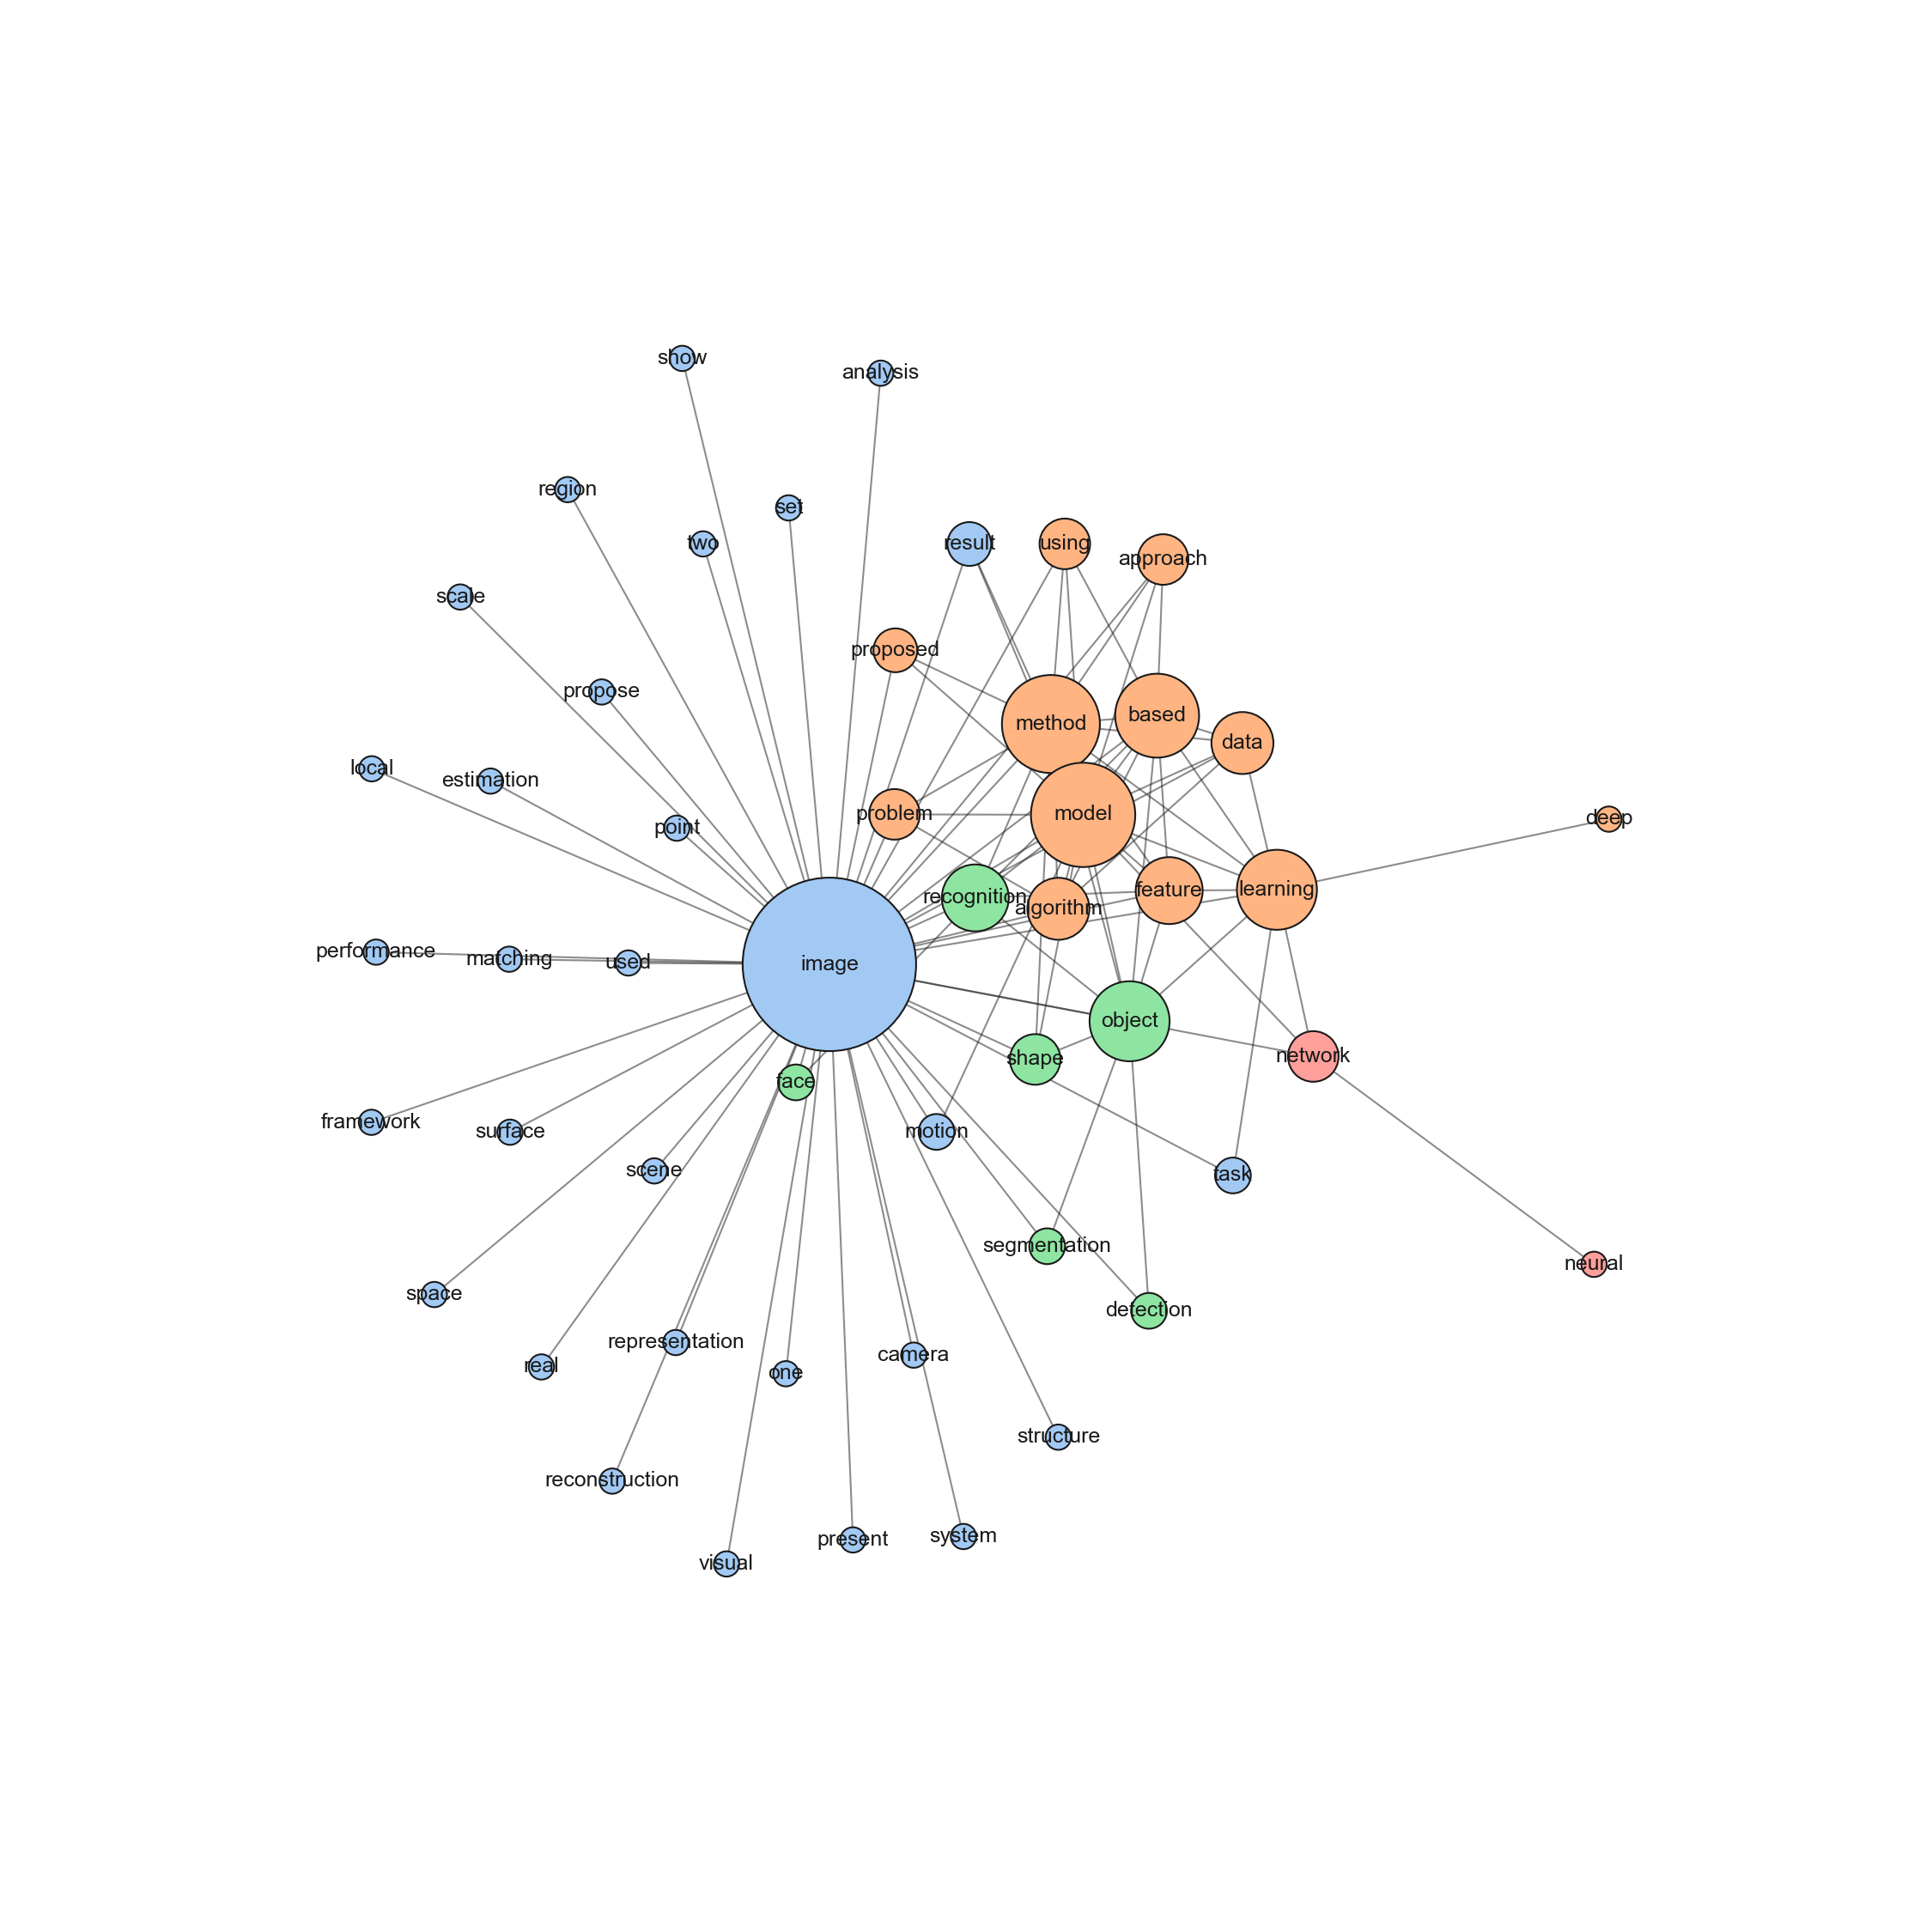 show
analysis
region
set
two
result
using
approach
scale
proposed
propose
method
based
data
local
estimation
point
problem
model
deep
recognition
algorithm
feature
learning
performance
matching
used
image
object
shape
network
face
framework
surface
motion
scene
task
segmentation
neural
space
detection
representation
camera
real
one
structure
reconstruction
present
system
visual